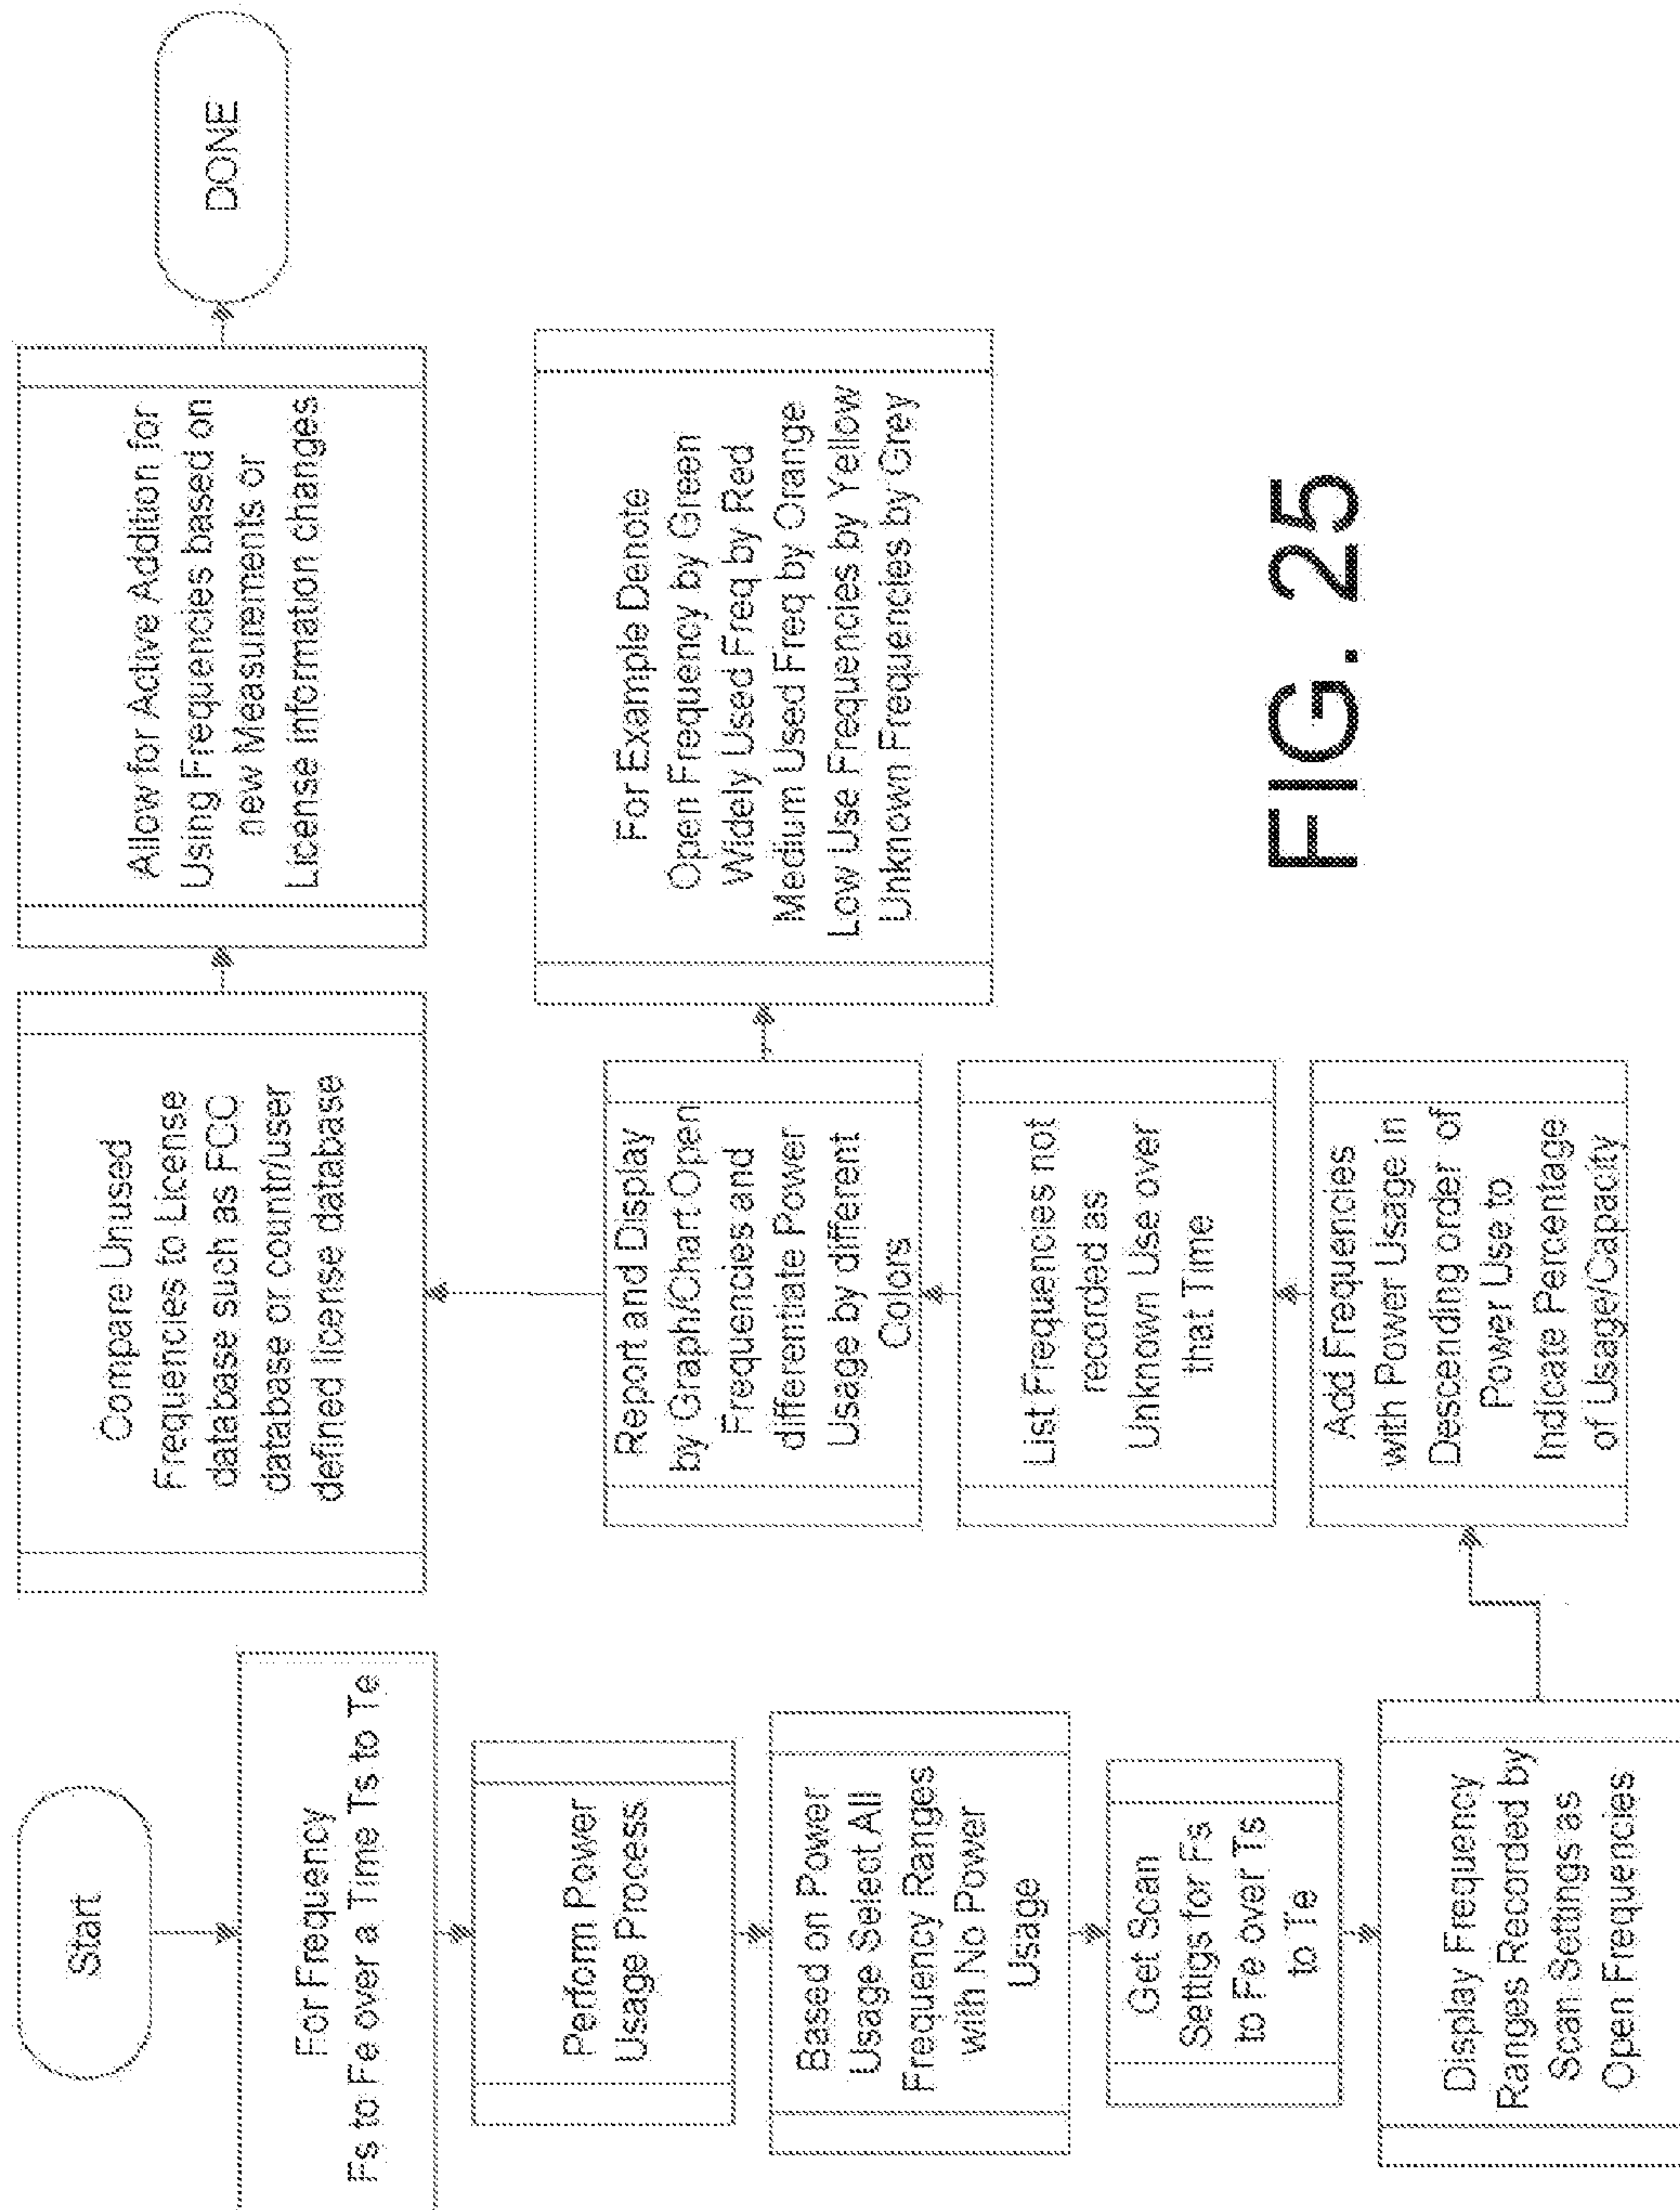 Start
For Frequency
Fs to Fe over a Time Ts to Te
Perform Power
Usage Process
Based on Power
Usage Select All
Frequency Ranges
with No Power
Usage
Get Scan
Settigs for Fs
to Fe over Ts
to Te
Display Frequency
Ranges Recorded by
Scan Settings as
Open Frequencies
Add Frequencies
with Power Usage in
Descending order of
Power Use to
Indicate Percentage
of Usage/Capacity
List Frequencies not
recorded as
Unknown Use over
that Time
Report and Display
by Graph/Chart Open
Frequencies and
differentiate Power
Usage by different
Colors
For Example Denote
Open Frequency by Green
Widely Used Freq by Red
Medium Used Freq by Orange
Low Use Frequencies by Yellow
Unknown Frequencies by Grey
Compare Unused
Frequencies to License
database such as FCC
database or countr/user
defined license database
Allow for Active Addition for
Using Frequencies based on
new Measurements or
License information changes
DONE
FIG. 25